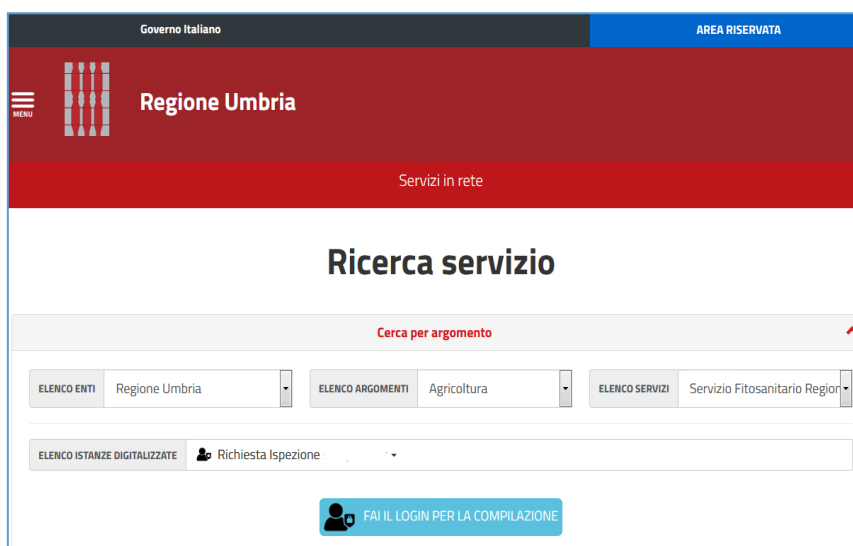 Governo Italiano
AREA RISERVATA
MENU
Regione Umbria
Servizi in rete
Ricerca servizio
Cerca per argomento
ELENCO ENTI Regione Umbria
ELENCO ARGOMENTI Agricoltura
ELENCO SERVIZI Servizio Fitosanitario Region
ELENCO ISTANZE DIGITALIZZATE Richiesta Ispezione
FAI IL LOGIN PER LA COMPILAZIONE